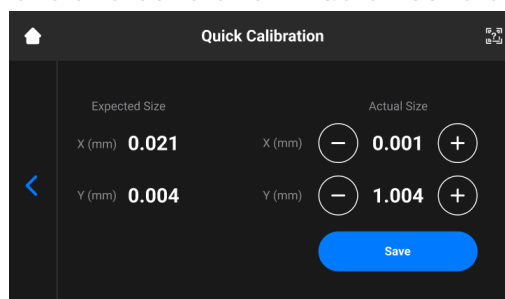 Quick Calibration
Expected Size
Actual Size
X (mm) 0.021
X (mm) − 0.001 +
Y (mm) 0.004
Y (mm) − 1.004 +
Save